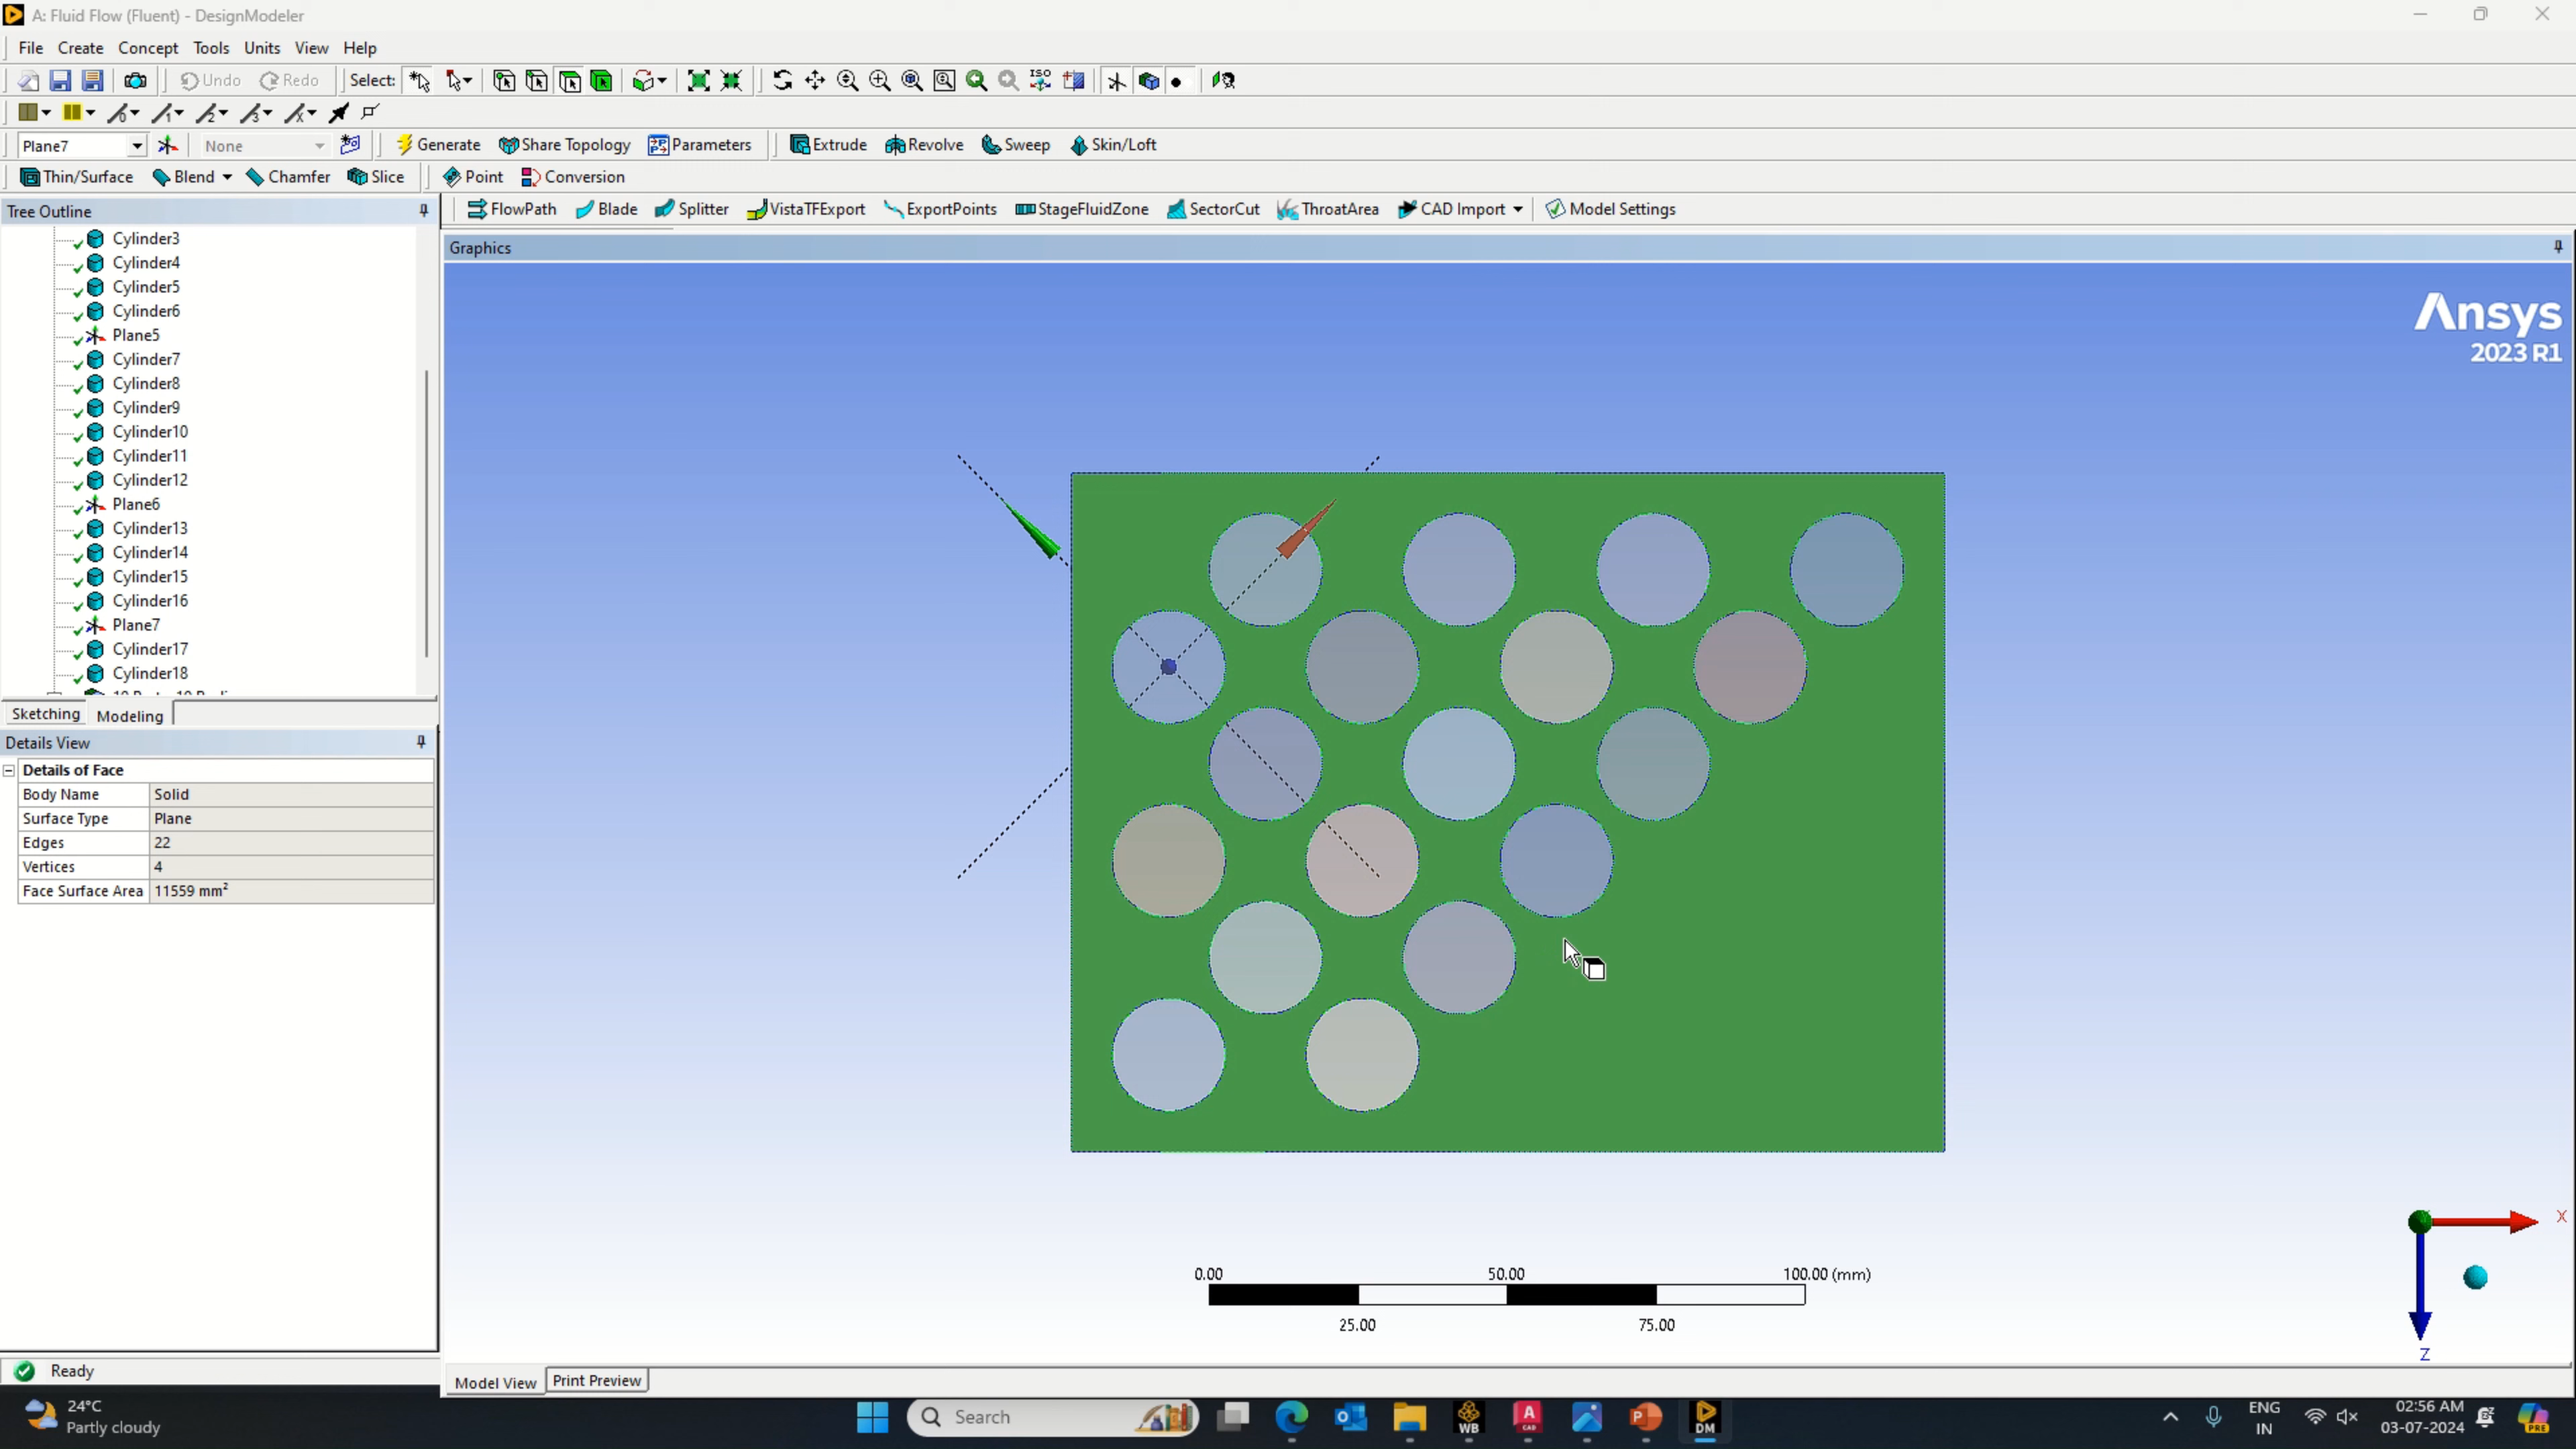 A: Fluid Flow (Fluent) - DesignModeler
File Create Concept Tools Units View Help
Undo Redo Select: ISO
Plane7 None Generate Share Topology Parameters Extrude Revolve Sweep Skin/Loft
Thin/Surface Blend Chamfer Slice Point Conversion
FlowPath Blade Splitter VistaTFExport ExportPoints StageFluidZone SectorCut ThroatArea CAD Import Model Settings
Tree Outline
Cylinder3
Cylinder4
Cylinder5
Cylinder6
Plane5
Cylinder7
Cylinder8
Cylinder9
Cylinder10
Cylinder11
Cylinder12
Plane6
Cylinder13
Cylinder14
Cylinder15
Cylinder16
Plane7
Cylinder17
Cylinder18
Sketching Modeling
Details View
Details of Face
Body Name Solid
Surface Type Plane
Edges 22
Vertices 4
Face Surface Area 11559 mm²
Ready
Graphics
Ansys
2023 R1
0.00 50.00 100.00 (mm)
25.00 75.00
X
Z
Model View Print Preview
24°C
Partly cloudy
Search
WB
A
CAD
P
DM
ENG
IN
02:56 AM
03-07-2024
PRE